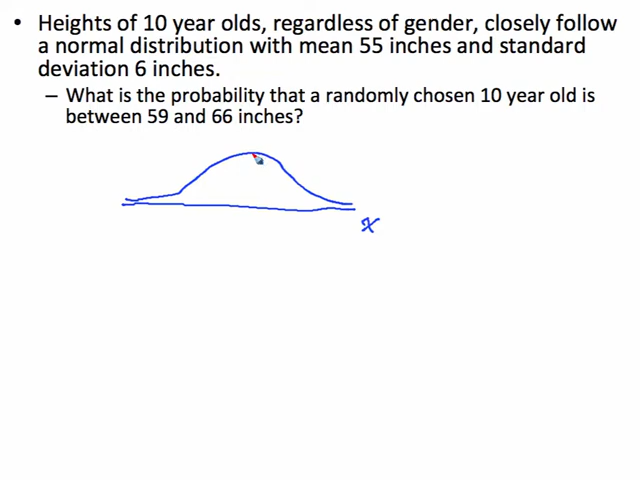 • Heights of 10 year olds, regardless of gender, closely follow
a normal distribution with mean 55 inches and standard
deviation 6 inches.
– What is the probability that a randomly chosen 10 year old is
between 59 and 66 inches?
x